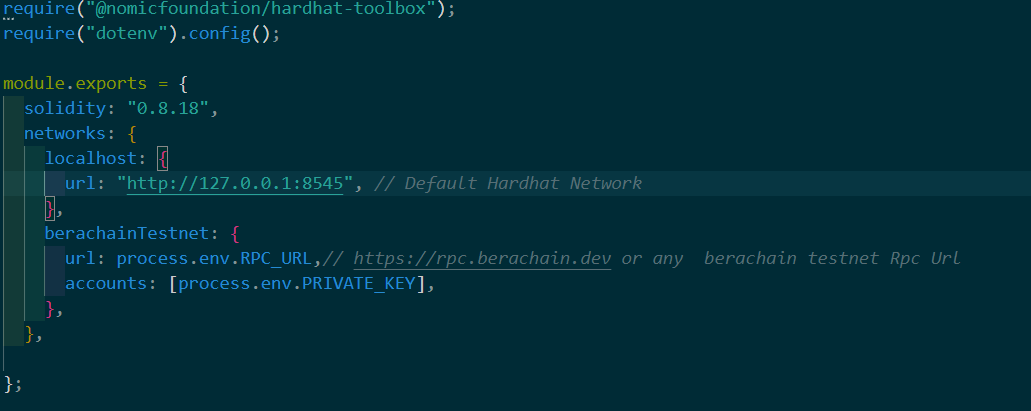 require("@nomicfoundation/hardhat-toolbox");
require("dotenv").config();
module.exports = {
solidity: "0.8.18",
networks: {
localhost: {
url: "http://127.0.0.1:8545", // Default Hardhat Network
},
berachainTestnet: {
url: process.env.RPC_URL,// https://rpc.berachain.dev or any  berachain testnet Rpc Url
accounts: [process.env.PRIVATE_KEY],
},
},
};